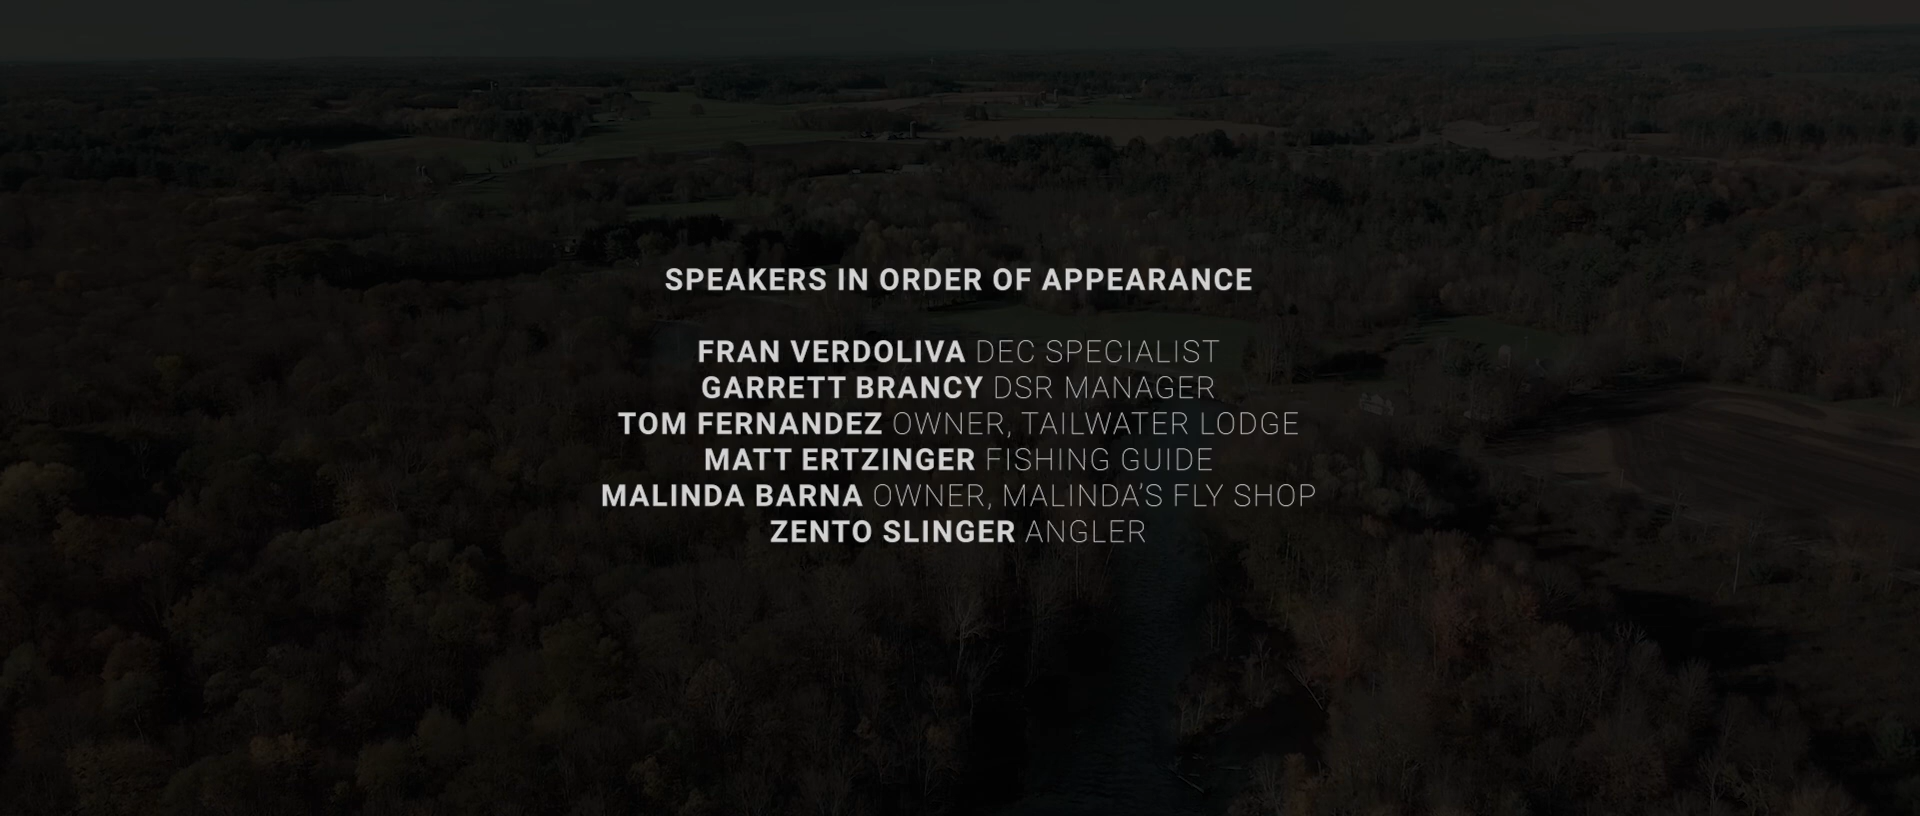 SPEAKERS IN ORDER OF APPEARANCE
FRAN VERDOLIVA DEC SPECIALIST
GARRETT BRANCY DSR MANAGER
TOM FERNANDEZ OWNER, TAILWATER LODGE
MATT ERTZINGER FISHING GUIDE
MALINDA BARNA OWNER, MALINDA’S FLY SHOP
ZENTO SLINGER ANGLER